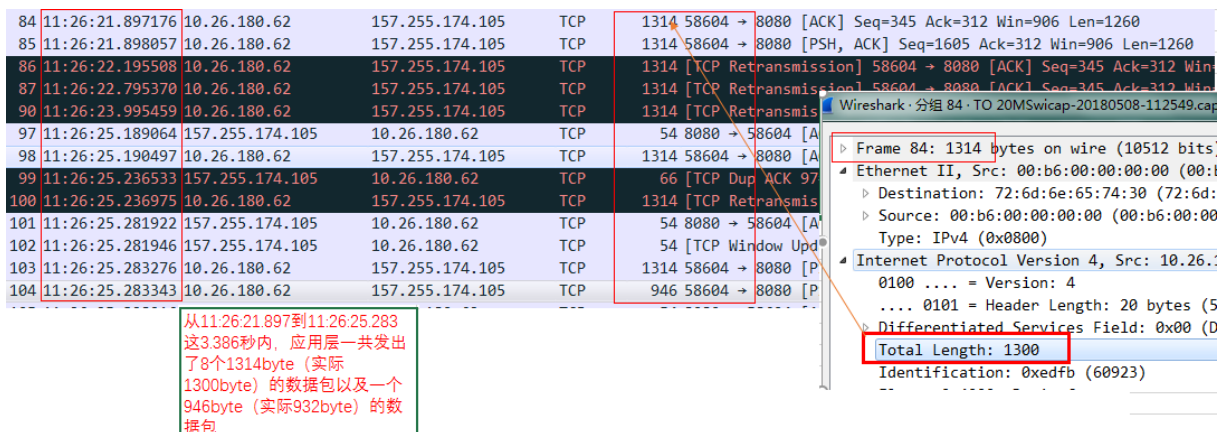 84 11:26:21.897176 10.26.180.62 157.255.174.105 TCP 1314 58604 → 8080 [ACK] Seq=345 Ack=312 Win=906 Len=1260
85 11:26:21.898057 10.26.180.62 157.255.174.105 TCP 1314 58604 → 8080 [PSH, ACK] Seq=1605 Ack=312 Win=906 Len=1260
86 11:26:22.195508 10.26.180.62 157.255.174.105 TCP 1314 [TCP Retransmission] 58604 → 8080 [ACK] Seq=345 Ack=312 Win=
87 11:26:22.795370 10.26.180.62 157.255.174.105 TCP 1314 [TCP Retransmission] 58604 → 8080 [ACK] Seq=345 Ack=312 Win=
90 11:26:23.995459 10.26.180.62 157.255.174.105 TCP 1314 [TCP Retransmis
97 11:26:25.189064 157.255.174.105 10.26.180.62 TCP 54 8080 → 58604 [A
98 11:26:25.190497 10.26.180.62 157.255.174.105 TCP 1314 58604 → 8080 [A
99 11:26:25.236533 157.255.174.105 10.26.180.62 TCP 66 [TCP Dup ACK 97
100 11:26:25.236975 10.26.180.62 157.255.174.105 TCP 1314 [TCP Retransmis
101 11:26:25.281922 157.255.174.105 10.26.180.62 TCP 54 8080 → 58604 [A
102 11:26:25.281946 157.255.174.105 10.26.180.62 TCP 54 [TCP Window Upd
103 11:26:25.283276 10.26.180.62 157.255.174.105 TCP 1314 58604 → 8080 [P
104 11:26:25.283343 10.26.180.62 157.255.174.105 TCP 946 58604 → 8080 [P
Wireshark · 分组 84 · TO 20MSwicap-20180508-112549.cap
Frame 84: 1314 bytes on wire (10512 bits)
Ethernet II, Src: 00:b6:00:00:00:00 (00:b
Destination: 72:6d:6e:65:74:30 (72:6d:
Source: 00:b6:00:00:00:00 (00:b6:00:00
Type: IPv4 (0x0800)
Internet Protocol Version 4, Src: 10.26.1
0100 .... = Version: 4
.... 0101 = Header Length: 20 bytes (5
Differentiated Services Field: 0x00 (D
Total Length: 1300
Identification: 0xedfb (60923)
从11:26:21.897到11:26:25.283
这3.386秒内，应用层一共发出
了8个1314byte（实际
1300byte）的数据包以及一个
946byte（实际932byte）的数
据包